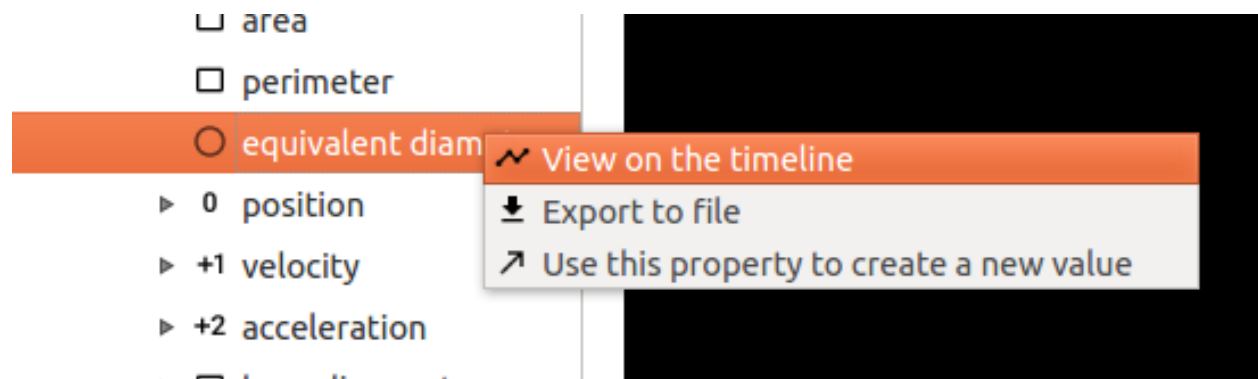 area
perimeter
equivalent diam
View on the timeline
0 position
Export to file
+1 velocity
Use this property to create a new value
+2 acceleration